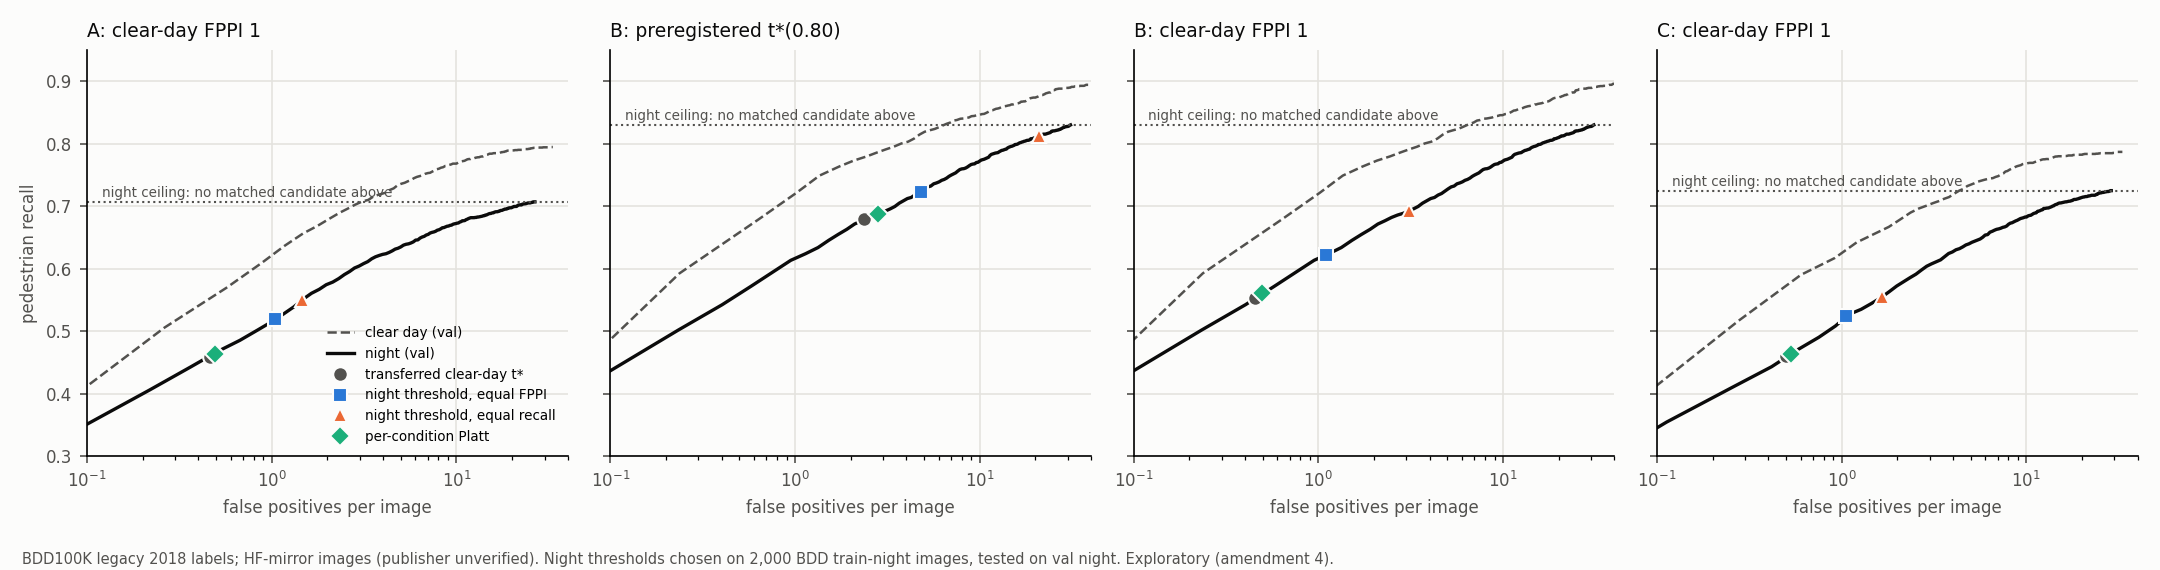 A: clear-day FPPI 1
B: preregistered t*(0.80)
B: clear-day FPPI 1
C: clear-day FPPI 1
pedestrian recall
0.9
0.8
0.7
0.6
0.5
0.4
0.3
night ceiling: no matched candidate above
night ceiling: no matched candidate above
night ceiling: no matched candidate above
night ceiling: no matched candidate above
clear day (val)
night (val)
transferred clear-day t*
night threshold, equal FPPI
night threshold, equal recall
per-condition Platt
10⁻¹ 10⁰ 10¹
10⁻¹ 10⁰ 10¹
10⁻¹ 10⁰ 10¹
10⁻¹ 10⁰ 10¹
false positives per image
false positives per image
false positives per image
false positives per image
BDD100K legacy 2018 labels; HF-mirror images (publisher unverified). Night thresholds chosen on 2,000 BDD train-night images, tested on val night. Exploratory (amendment 4).